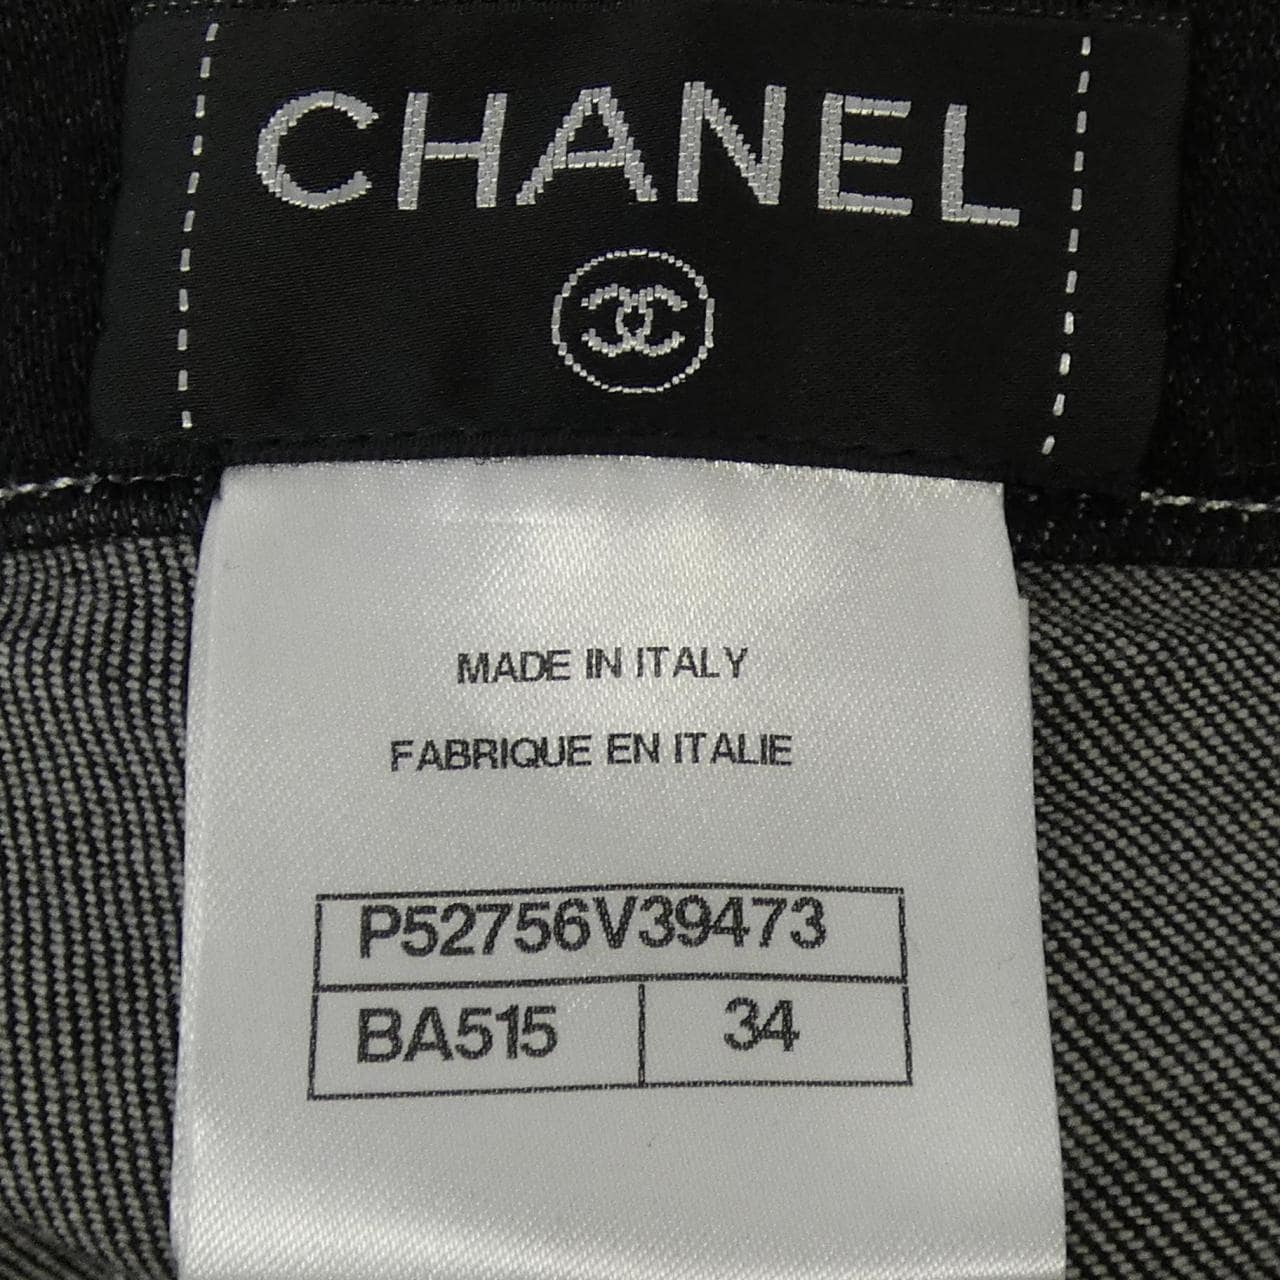 CHANEL
MADE IN ITALY
FABRIQUE EN ITALIE
P52756V39473
BA515 34